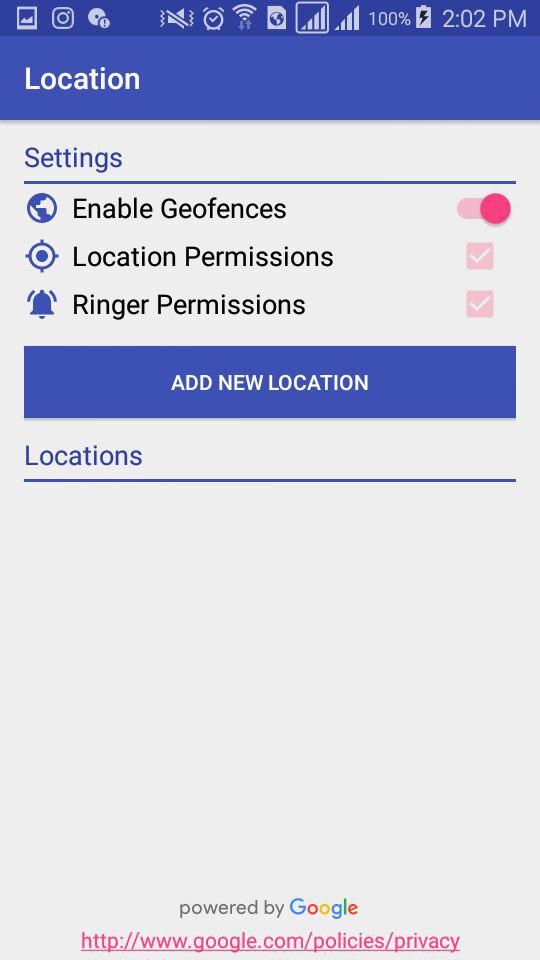 100% 2:02 PM
Location
Settings
Enable Geofences
Location Permissions
Ringer Permissions
ADD NEW LOCATION
Locations
powered by Google
http://www.google.com/policies/privacy